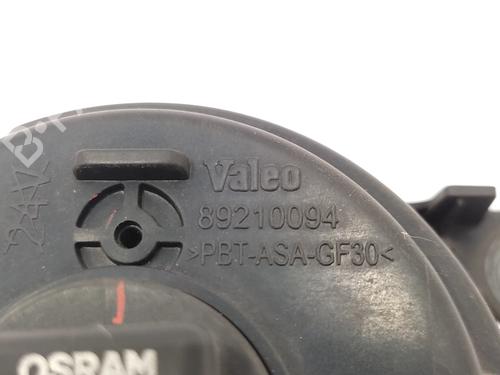 Valeo
89210094
>PBT-ASA-GF30<
OSRAM